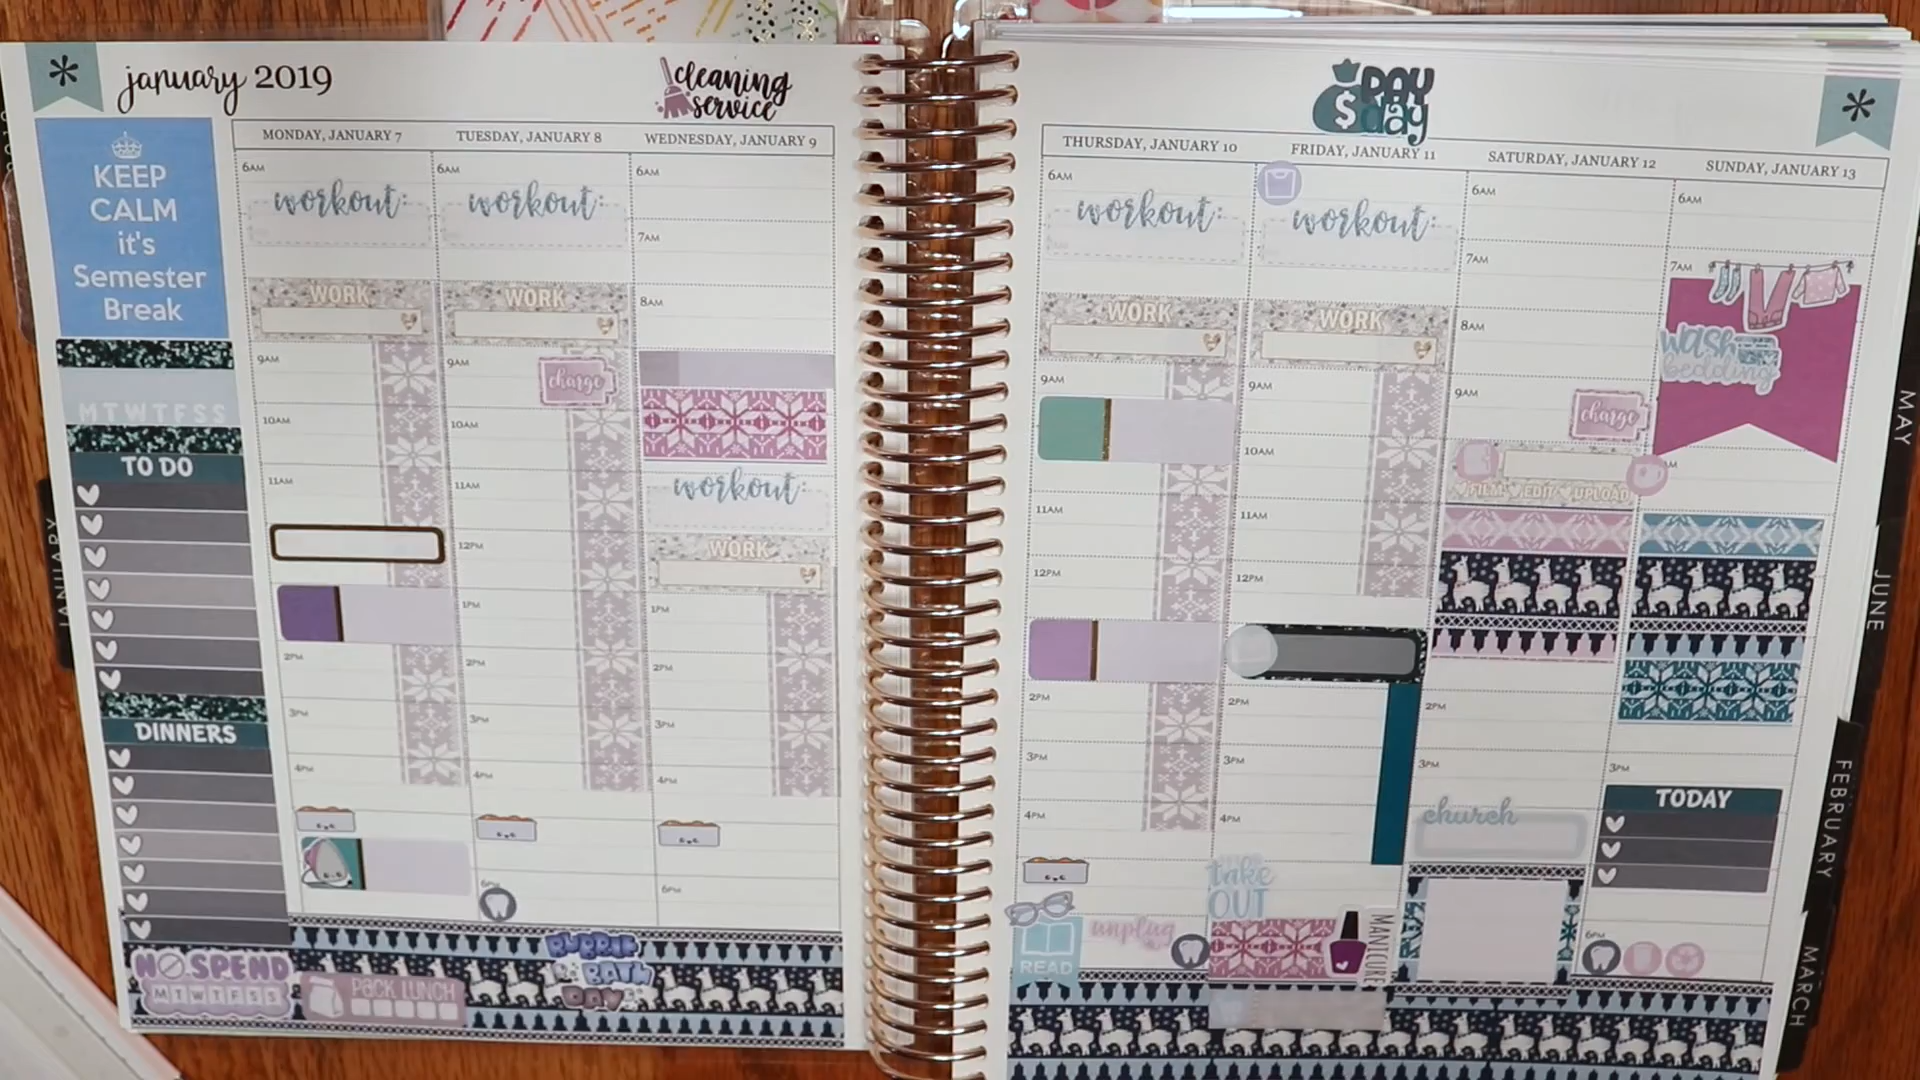 january 2019
cleaning
service
KEEP
CALM
it's
Semester
Break
M T W T F S S
TO DO
DINNERS
NO SPEND
M T W T F S S
PACK LUNCH
MONDAY, JANUARY 7
6AM
workout:
WORK
9AM
10AM
11AM
2PM
3PM
4PM
TUESDAY, JANUARY 8
6AM
workout:
WORK
9AM
charge
10AM
11AM
12PM
1PM
2PM
3PM
4PM
6PM
BUBBLE
BATH
DAY
WEDNESDAY, JANUARY 9
6AM
7AM
8AM
workout:
WORK
1PM
2PM
3PM
4PM
6PM
$ PAY
day
THURSDAY, JANUARY 10
6AM
workout:
WORK
9AM
11AM
12PM
2PM
3PM
4PM
READ
unplug
FRIDAY, JANUARY 11
workout:
WORK
9AM
10AM
11AM
12PM
2PM
3PM
4PM
take
OUT
MANICURE
SATURDAY, JANUARY 12
6AM
7AM
8AM
9AM
charge
FILM EDIT UPLOAD
2PM
3PM
church
SUNDAY, JANUARY 13
6AM
7AM
wash
bedding
3PM
TODAY
6PM
JANUARY
MAY
JUNE
FEBRUARY
MARCH